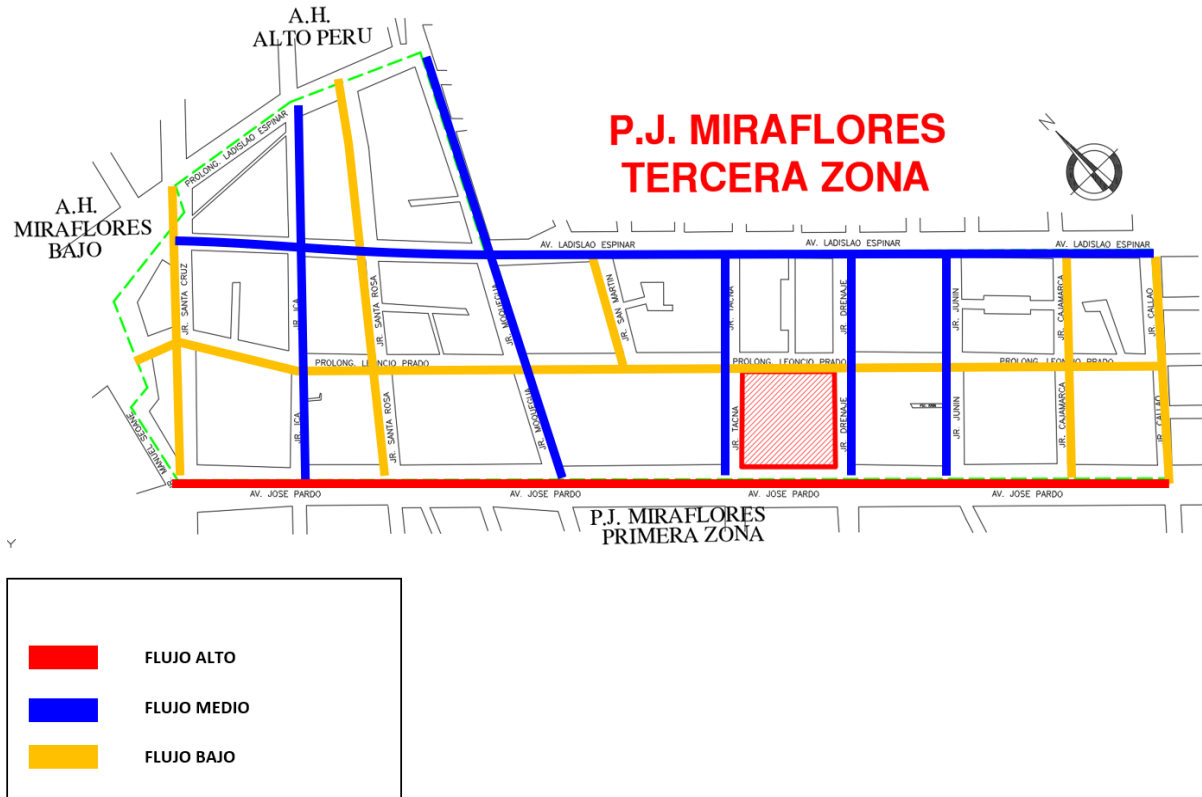 A.H.
ALTO PERU
P.J. MIRAFLORES
TERCERA ZONA
N
A.H.
MIRAFLORES
BAJO
PROLONG. LADISLAO ESPINAR
AV. LADISLAO ESPINAR
AV. LADISLAO ESPINAR
AV. LADISLAO ESPINAR
JR. SANTA CRUZ
JR. ICA
JR. SANTA ROSA
JR. MOQUEGUA
JR. SAN MARTIN
JR. TACNA
JR. DRENAJE
JR. JUNIN
JR. CAJAMARCA
JR. CALLAO
PROLONG. LEONCIO PRADO
PROLONG. LEONCIO PRADO
PROLONG. LEONCIO PRADO
MANUEL SEOANE
JR. ICA
JR. SANTA ROSA
JR. MOQUEGUA
JR. TACNA
JR. DRENAJE
JR. JUNIN
JR. CAJAMARCA
JR. CALLAO
AV. JOSE PARDO
AV. JOSE PARDO
AV. JOSE PARDO
AV. JOSE PARDO
P.J. MIRAFLORES
PRIMERA ZONA
Y
FLUJO ALTO
FLUJO MEDIO
FLUJO BAJO